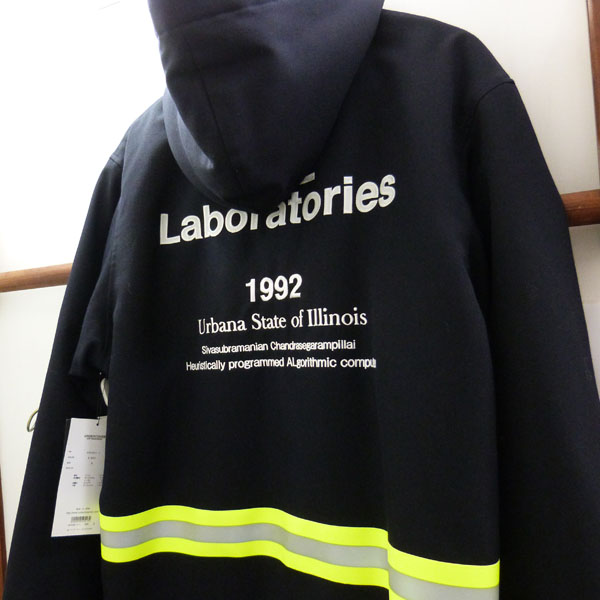 Laboratories
1992
Urbana State of Illinois
Sivasubramanian Chandrasegarampillai
Heuristically programmed ALgorithmic